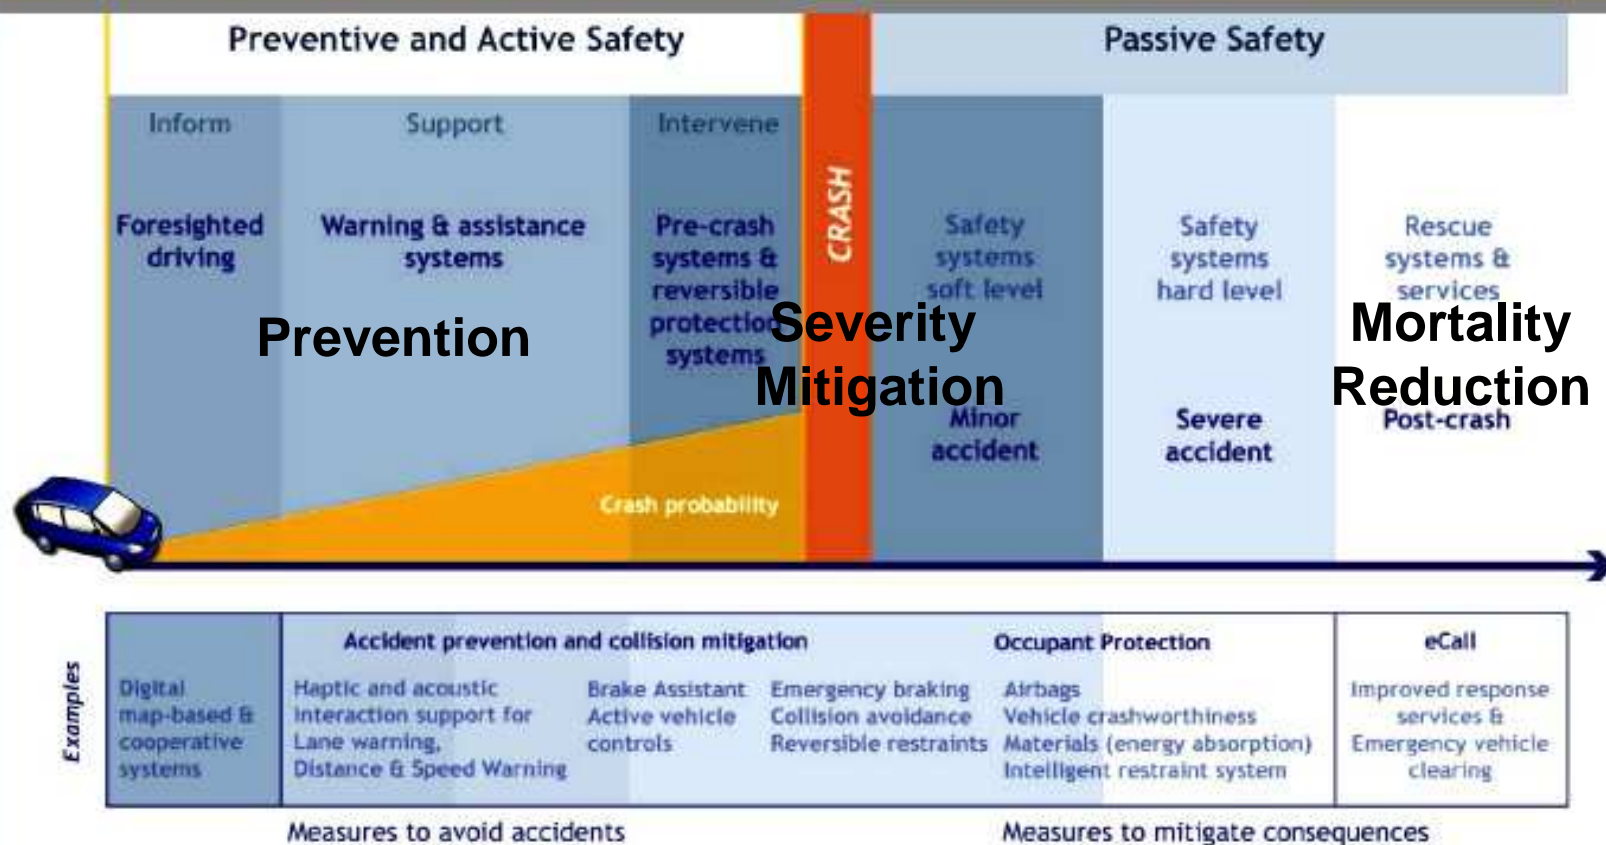 Preventive and Active Safety
Passive Safety
Inform
Support
Intervene
Foresighted
driving
Warning & assistance
systems
Pre-crash
systems &
reversible
protection
systems
CRASH
Safety
systems
soft level
Safety
systems
hard level
Rescue
systems &
services
Prevention
Severity
Mitigation
Mortality
Reduction
Minor
accident
Severe
accident
Post-crash
Crash probability
Examples
Digital
map-based &
cooperative
systems
Accident prevention and collision mitigation
Haptic and acoustic
Interaction support for
Lane warning,
Distance & Speed Warning
Brake Assistant
Active vehicle
controls
Emergency braking
Collision avoidance
Reversible restraints
Occupant Protection
Airbags
Vehicle crashworthiness
Materials (energy absorption)
Intelligent restraint system
eCall
Improved response
services &
Emergency vehicle
clearing
Measures to avoid accidents
Measures to mitigate consequences